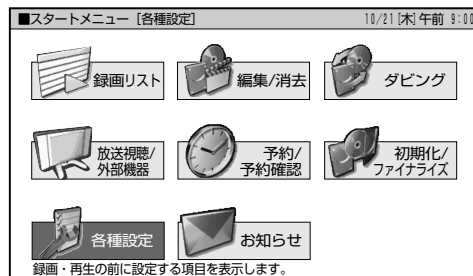 ■スタートメニュー [各種設定] 10/21[木]午前 9:00
録画リスト 編集/消去 ダビング
放送視聴/ 予約/ 初期化/
外部機器 予約確認 ファイナライズ
各種設定 お知らせ
録画・再生の前に設定する項目を表示します。